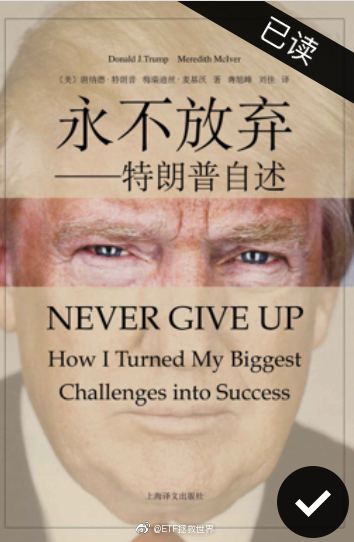 已读
Donald J.Trump Meredith McIver
［美］唐纳德·特朗普 梅瑞迪丝·麦基沃 著 蒋旭峰 刘佳 译
永不放弃
——特朗普自述
NEVER GIVE UP
How I Turned My Biggest
Challenges into Success
上海译文出版社
@ETF拯救世界